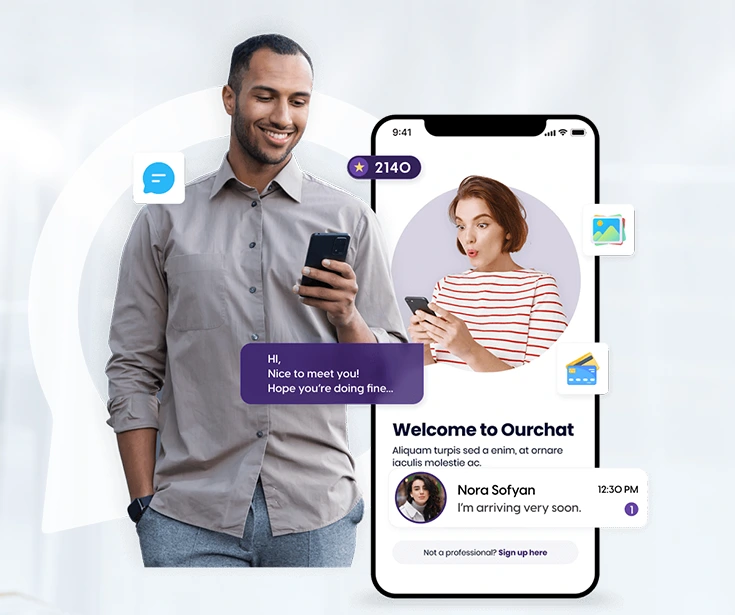 9:41
2140
HI,
Nice to meet you!
Hope you're doing fine...
Welcome to Ourchat
Aliquam turpis sed a enim, at ornare
iaculis molestie ac.
Nora Sofyan 12:30 PM
I'm arriving very soon. 1
Not a professional? Sign up here